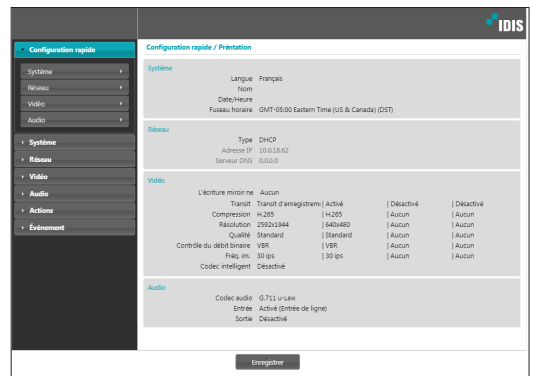 IDIS
Configuration rapide
Système
Réseau
Vidéo
Audio
Système
Réseau
Vidéo
Audio
Actions
Événement
Configuration rapide / Préntation
Système
Langue Français
Nom
Date/Heure
Fuseau horaire GMT-05:00 Eastern Time (US & Canada) (DST)
Réseau
Type DHCP
Adresse IP 10.0.18.62
Serveur DNS 0.0.0.0
Vidéo
L'écriture miroir ne Aucun
Transit Transit d'enregistrem | Activé | Désactivé | Désactivé
Compression H.265 | H.265 | Aucun | Aucun
Résolution 2592x1944 | 640x480 | Aucun | Aucun
Qualité Standard | Standard | Aucun | Aucun
Contrôle du débit binaire VBR | VBR | Aucun | Aucun
Fréq. im. 30 ips | 30 ips | Aucun | Aucun
Codec intelligent Désactivé
Audio
Codec audio G.711 u-Law
Entrée Activé (Entrée de ligne)
Sortie Désactivé
Enregistrer